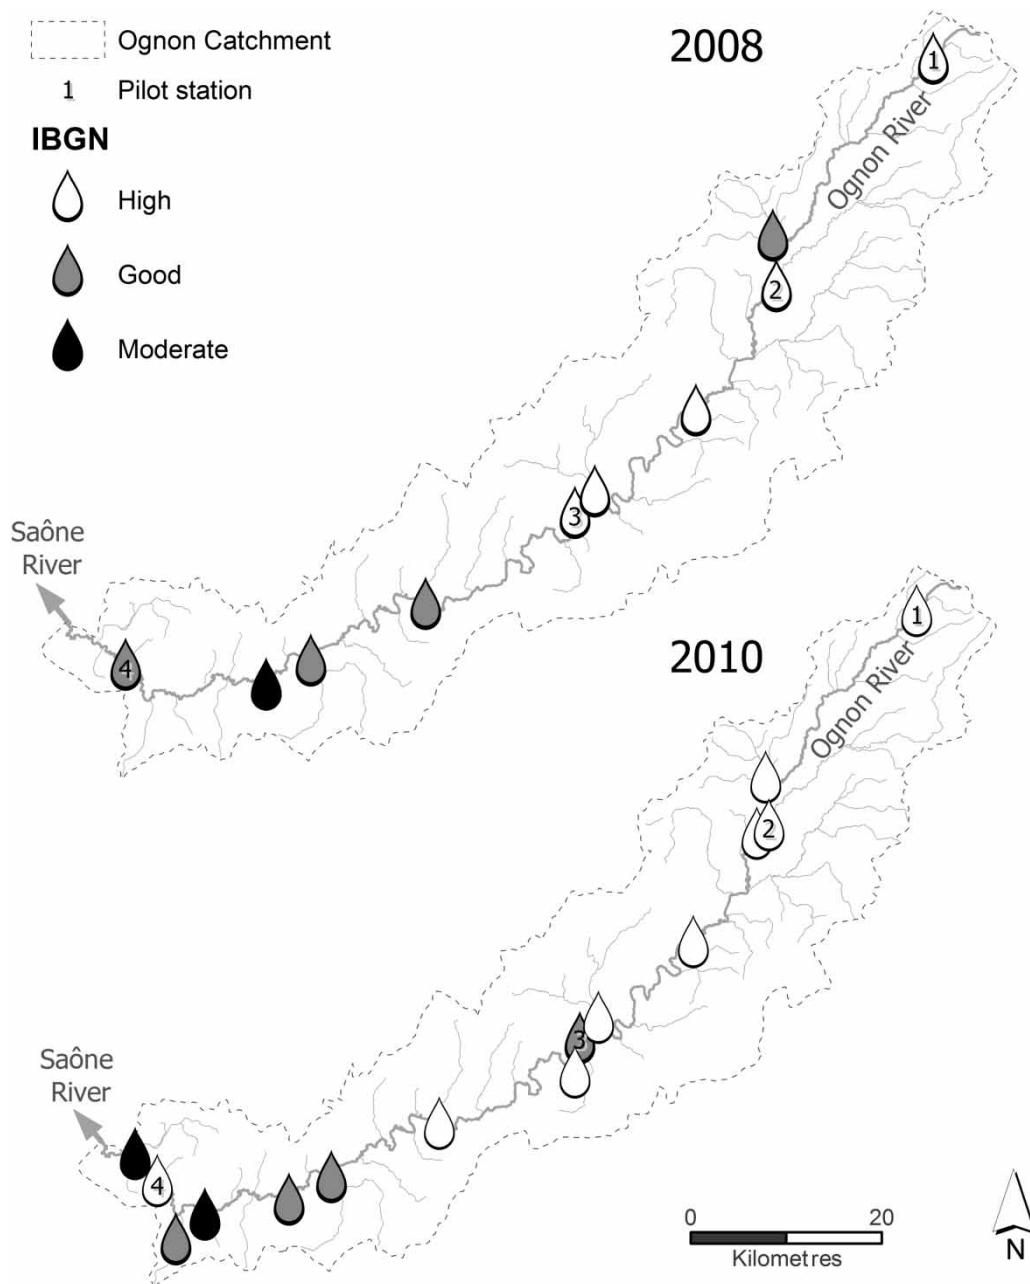 Ognon Catchment
1 Pilot station
IBGN
High
Good
Moderate
2008
1
Ognon River
2
3
Saône
River
4
2010
1
Ognon River
2
3
Saône
River
4
0 20
Kilometres
N